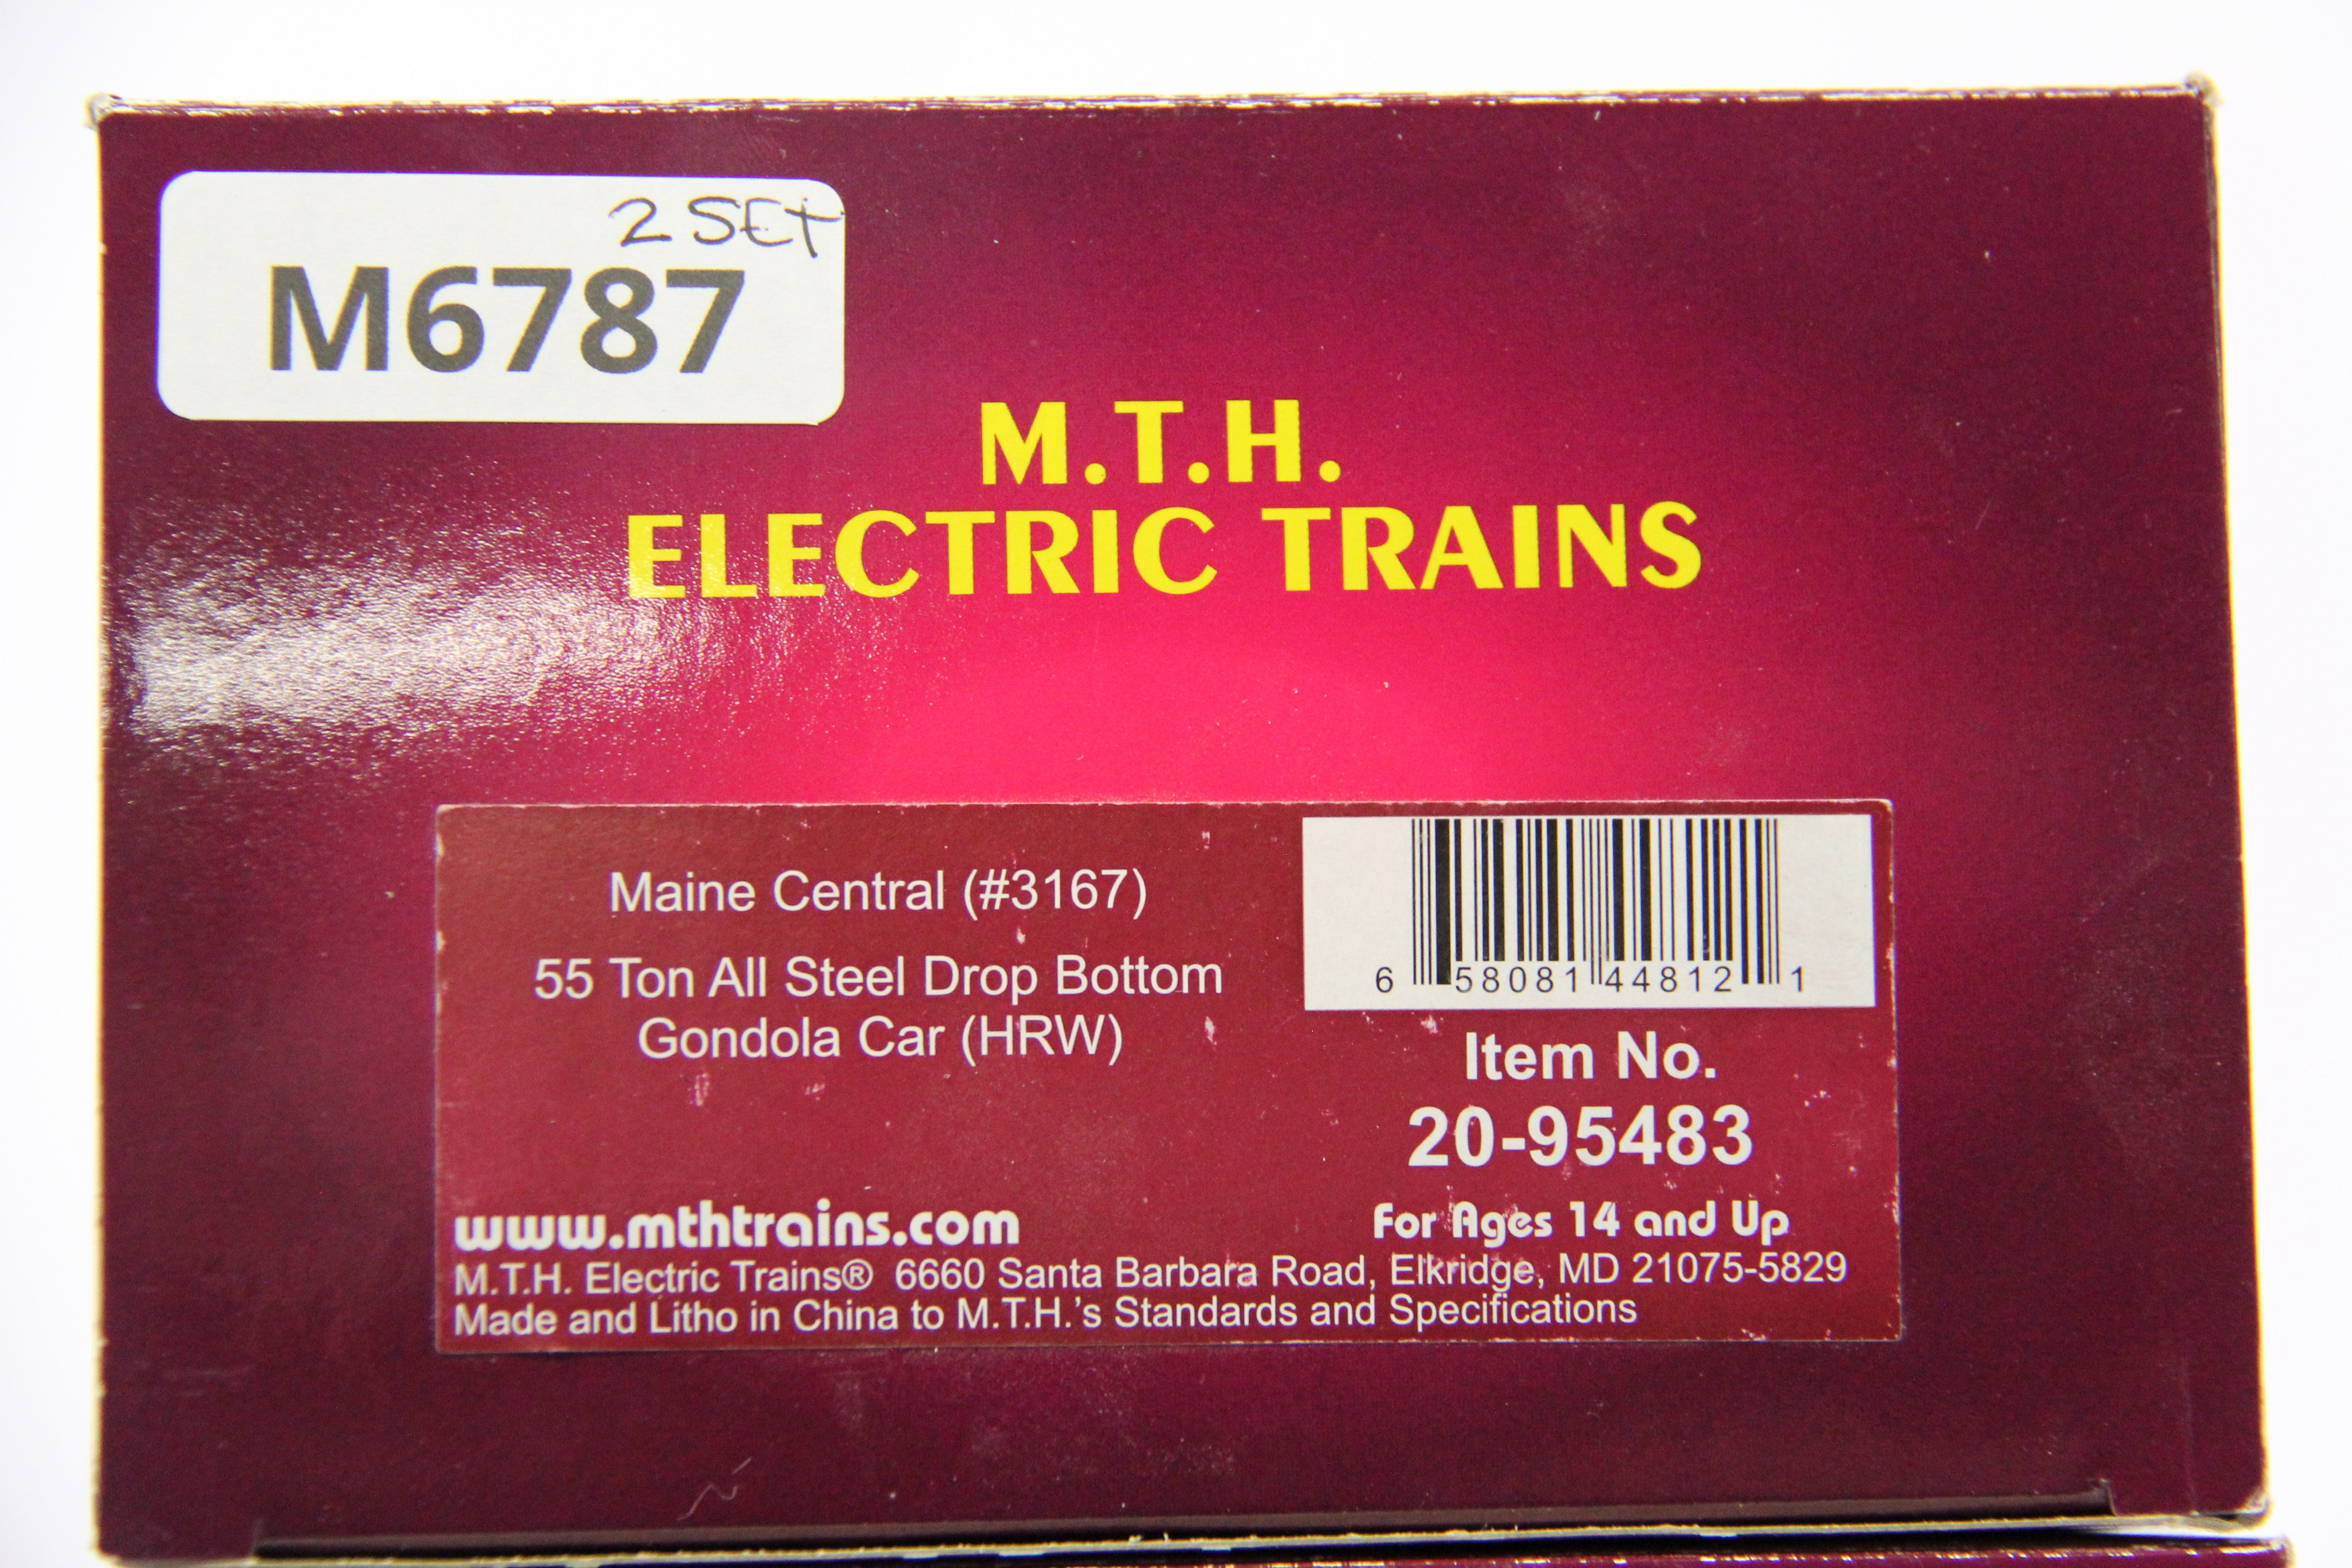 2 SET
M6787
M.T.H.
ELECTRIC TRAINS
Maine Central (#3167)
55 Ton All Steel Drop Bottom
Gondola Car (HRW)
6 58081 44812 1
Item No.
20-95483
www.mthtrains.com
For Ages 14 and Up
M.T.H. Electric Trains® 6660 Santa Barbara Road, Elkridge, MD 21075-5829
Made and Litho in China to M.T.H.'s Standards and Specifications